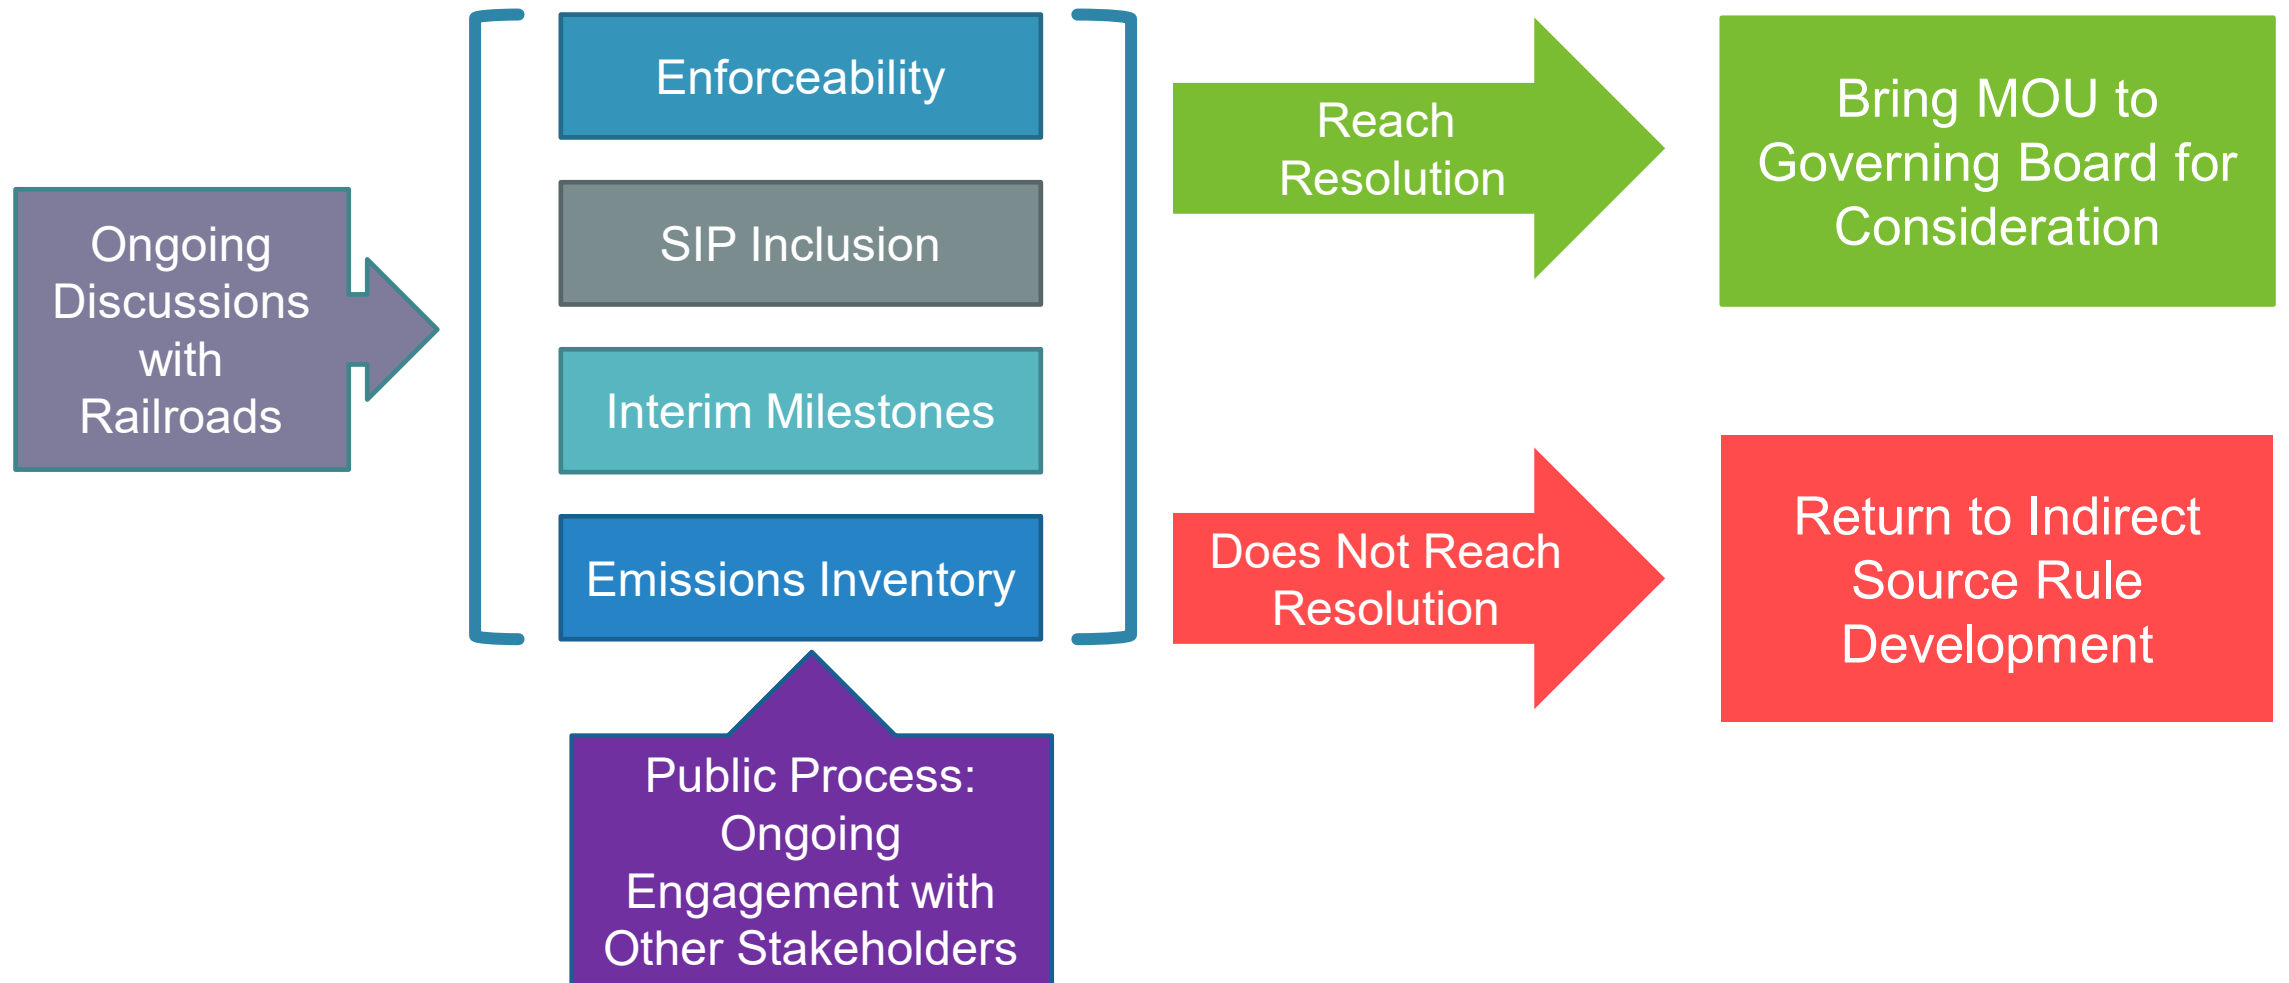 Ongoing
Discussions
with
Railroads
Enforceability
SIP Inclusion
Interim Milestones
Emissions Inventory
Public Process:
Ongoing
Engagement with
Other Stakeholders
Reach
Resolution
Bring MOU to
Governing Board for
Consideration
Does Not Reach
Resolution
Return to Indirect
Source Rule
Development